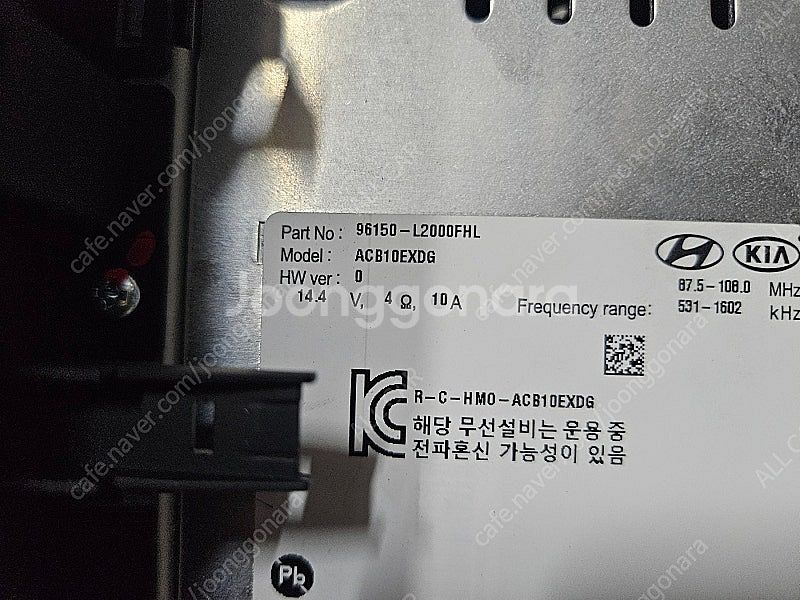 Part No : 96150-L2000FHL
Model : ACB10EXDG
HW ver : 0
14.4 V, 4 Ω, 10 A
KIA
Frequency range: 87.5-108.0 MHz
531-1602 kHz
R-C-HMO-ACB10EXDG
해당 무선설비는 운용 중
전파혼신 가능성이 있음
Pb
Joonggonara
cafe.naver.com/joonggonara